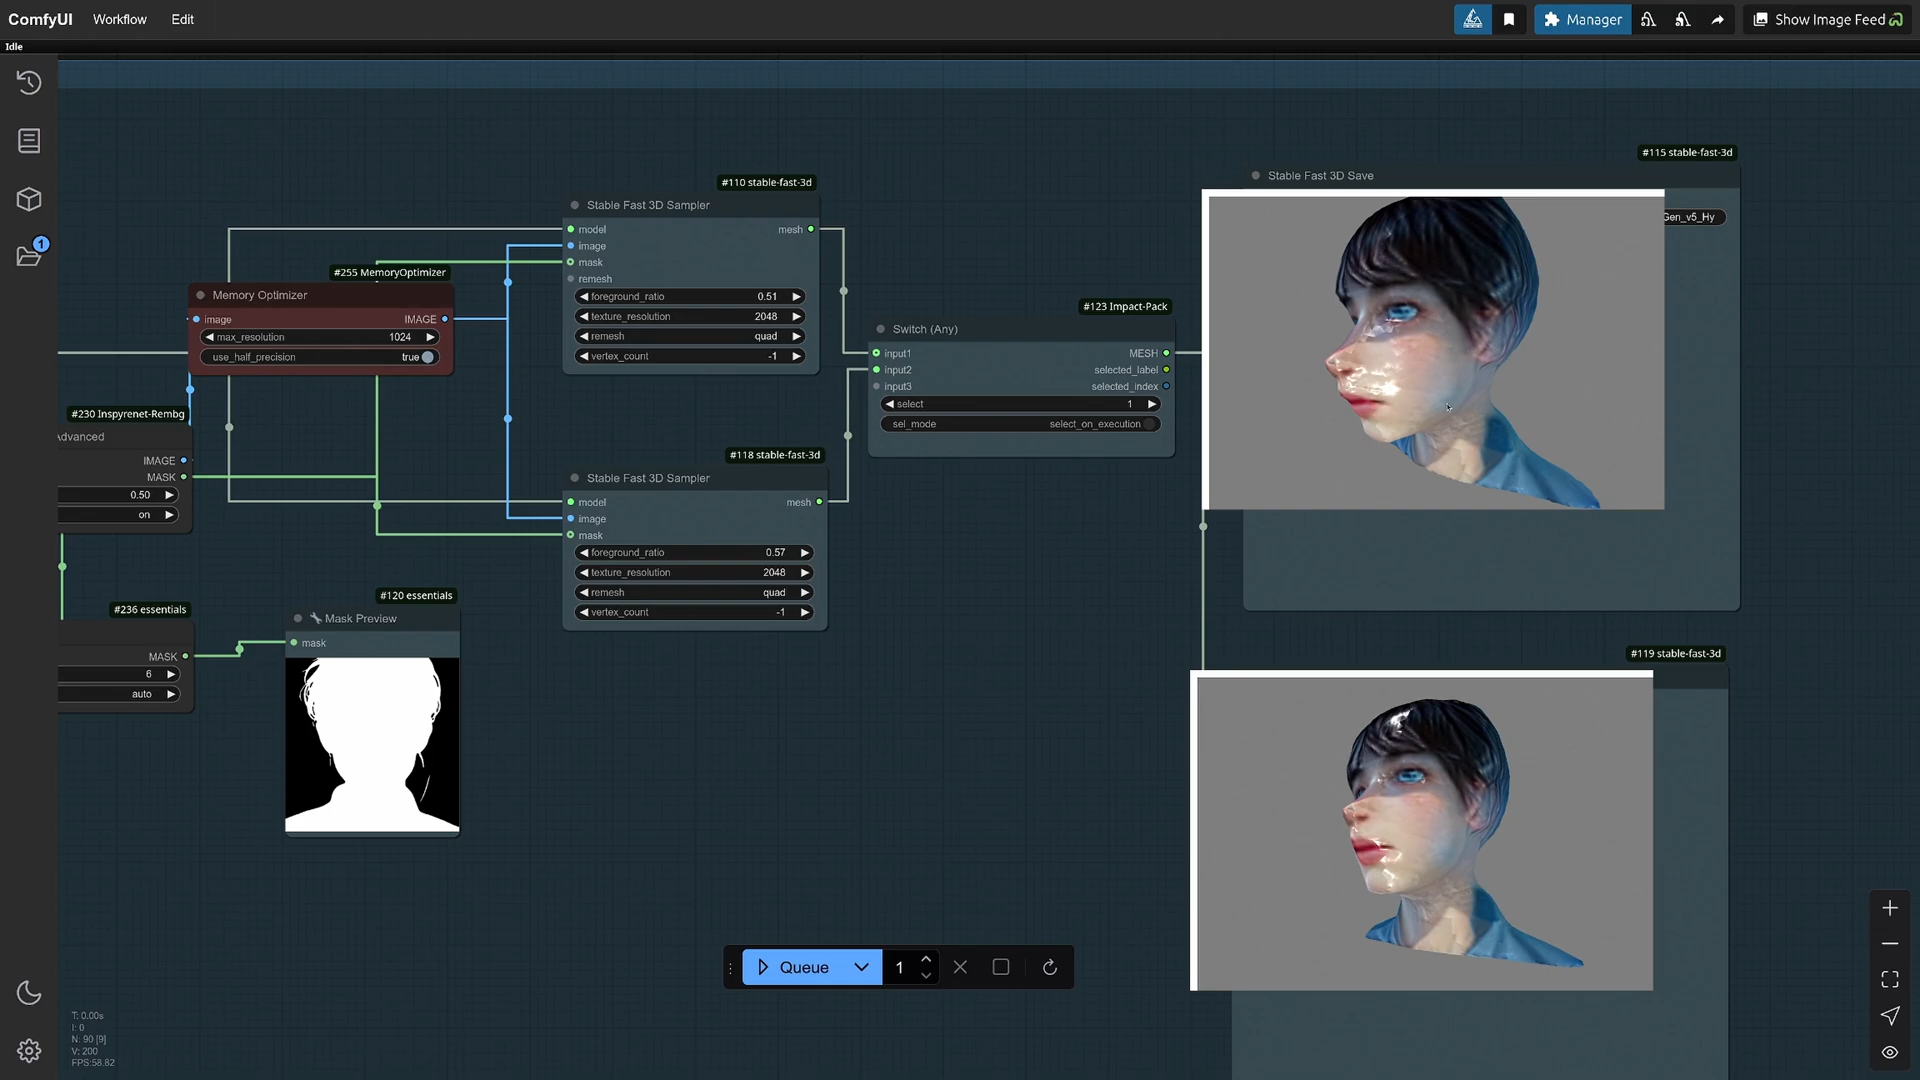 ComfyUI
Workflow
Edit
Manager
Show Image Feed
Idle
1
#115 stable-fast-3d
Stable Fast 3D Save
Gen_v5_Hy
#110 stable-fast-3d
Stable Fast 3D Sampler
model
mesh
image
mask
remesh
foreground_ratio 0.51
texture_resolution 2048
remesh quad
vertex_count -1
#255 MemoryOptimizer
Memory Optimizer
image IMAGE
max_resolution 1024
use_half_precision true
#123 Impact-Pack
Switch (Any)
input1 MESH
input2 selected_label
input3 selected_index
select 1
sel_mode select_on_execution
#230 Inspyrenet-Rembg
Advanced
IMAGE
MASK
0.50
on
#118 stable-fast-3d
Stable Fast 3D Sampler
model mesh
image
mask
foreground_ratio 0.57
texture_resolution 2048
remesh quad
vertex_count -1
#236 essentials
MASK
6
auto
#120 essentials
Mask Preview
mask
#119 stable-fast-3d
Queue
1
T: 0.00s
I: 0
N: 90 [9]
V: 200
FPS:58.82